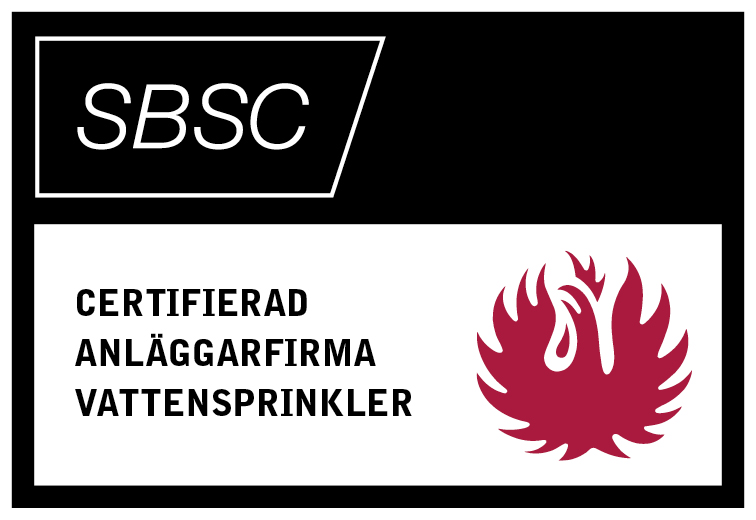 SBSC
CERTIFIERAD
ANLÄGGARFIRMA
VATTENSPRINKLER